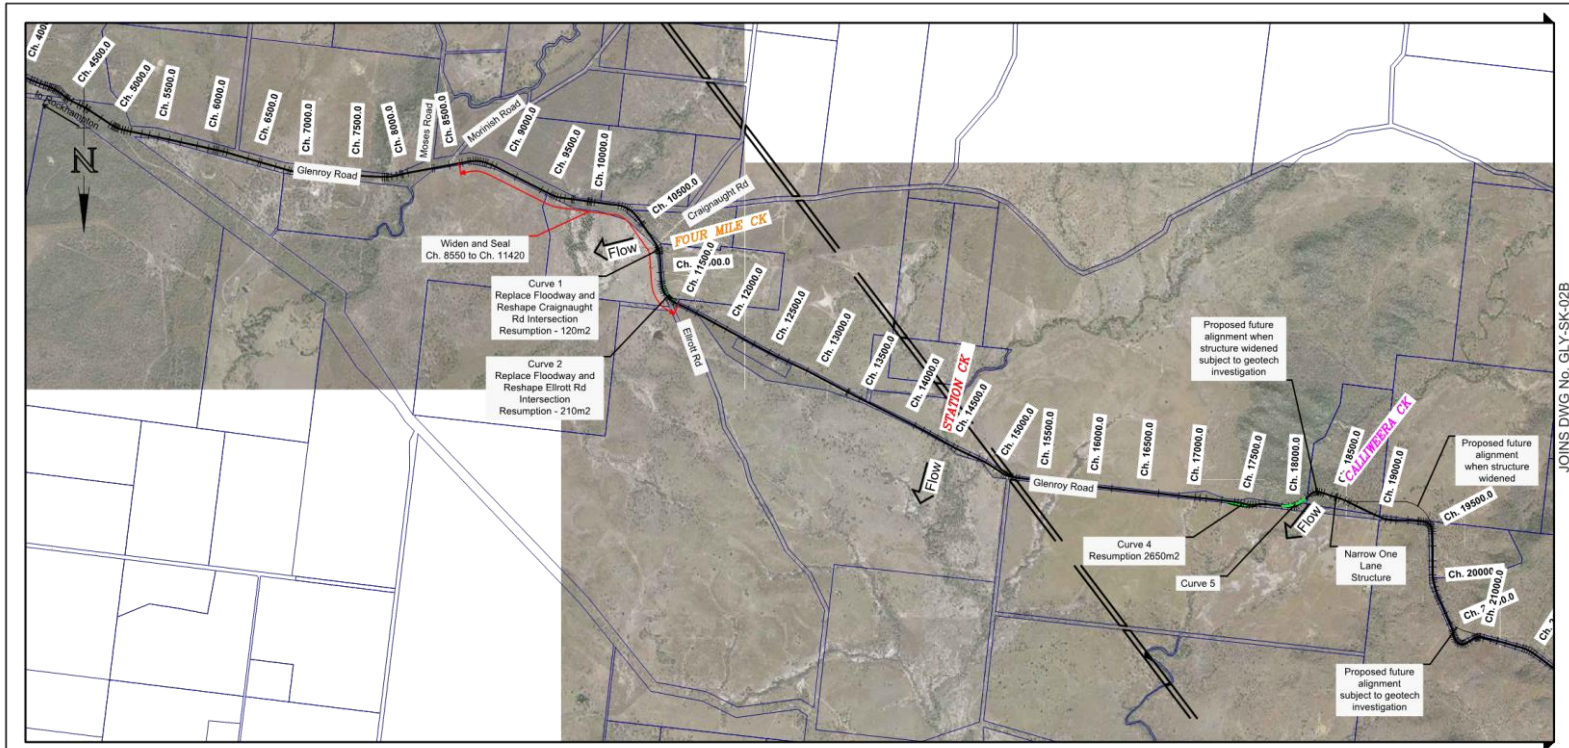 Ch. 4000
Ch. 4500.0
Ch. 5000.0
Ch. 5500.0
Ch. 6000.0
Ch. 6500.0
Ch. 7000.0
Ch. 7500.0
Ch. 8000.0
Moses Road
Ch. 8500.0
Morinish Road
Ch. 9000.0
Ch. 9500.0
Ch. 10000.0
Ch. 10500.0
Craignaught Rd
FOUR MILE CK
to Rockhampton
N
Glenroy Road
Widen and Seal
Ch. 8550 to Ch. 11420
Flow
Curve 1
Replace Floodway and
Reshape Craignaught
Rd Intersection
Resumption - 120m2
Curve 2
Replace Floodway and
Reshape Ellrott Rd
Intersection
Resumption - 210m2
Ch. 11500.0
Ellrott Rd
Ch. 12000.0
Ch. 12500.0
Ch. 13000.0
Ch. 13500.0
Ch. 14000.0
STATION CK
Ch. 14500.0
Flow
Ch. 15000.0
Ch. 15500.0
Glenroy Road
Ch. 16000.0
Ch. 16500.0
Ch. 17000.0
Ch. 17500.0
Ch. 18000.0
Proposed future
alignment when
structure widened
subject to geotech
investigation
18500.0
CALLIWEERA CK
Ch. 19000.0
Proposed future
alignment
when structure
widened
Ch. 19500.0
Curve 4
Resumption 2650m2
Curve 5
Flow
Narrow One
Lane
Structure
Ch. 20000
Ch. 21000.0
Proposed future
alignment
subject to geotech
investigation
JOINS DWG No. GLY-SK-02B